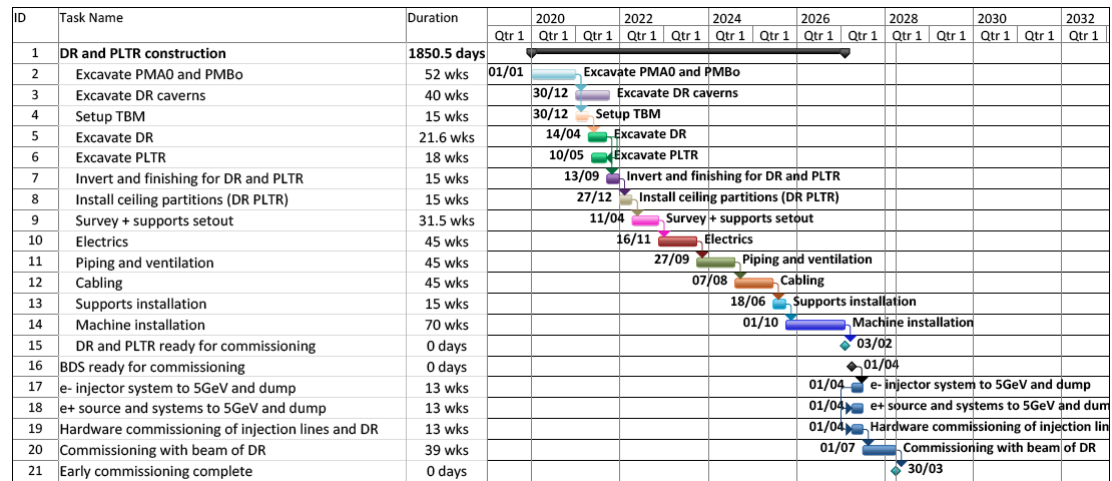 ID Task Name Duration 2020 2022 2024 2026 2028 2030 2032
Qtr 1 Qtr 1 Qtr 1 Qtr 1 Qtr 1 Qtr 1 Qtr 1 Qtr 1 Qtr 1 Qtr 1 Qtr 1 Qtr 1 Qtr 1 Qtr 1
1 DR and PLTR construction 1850.5 days
2 Excavate PMA0 and PMBo 52 wks 01/01 Excavate PMA0 and PMBo
3 Excavate DR caverns 40 wks 30/12 Excavate DR caverns
4 Setup TBM 15 wks 30/12 Setup TBM
5 Excavate DR 21.6 wks 14/04 Excavate DR
6 Excavate PLTR 18 wks 10/05 Excavate PLTR
7 Invert and finishing for DR and PLTR 15 wks 13/09 Invert and finishing for DR and PLTR
8 Install ceiling partitions (DR PLTR) 15 wks 27/12 Install ceiling partitions (DR PLTR)
9 Survey + supports setout 31.5 wks 11/04 Survey + supports setout
10 Electrics 45 wks 16/11 Electrics
11 Piping and ventilation 45 wks 27/09 Piping and ventilation
12 Cabling 45 wks 07/08 Cabling
13 Supports installation 15 wks 18/06 Supports installation
14 Machine installation 70 wks 01/10 Machine installation
15 DR and PLTR ready for commissioning 0 days 03/02
16 BDS ready for commissioning 0 days 01/04
17 e- injector system to 5GeV and dump 13 wks 01/04 e- injector system to 5GeV and dump
18 e+ source and systems to 5GeV and dump 13 wks 01/04 e+ source and systems to 5GeV and dum
19 Hardware commissioning of injection lines and DR 13 wks 01/04 Hardware commissioning of injection lin
20 Commissioning with beam of DR 39 wks 01/07 Commissioning with beam of DR
21 Early commissioning complete 0 days 30/03